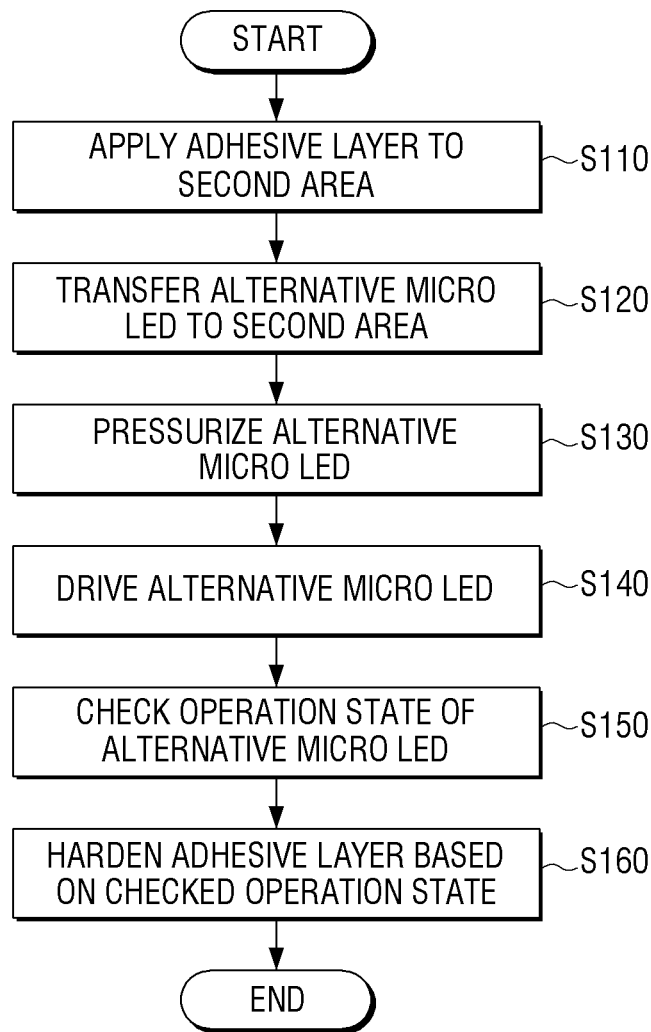 START
APPLY ADHESIVE LAYER TO
SECOND AREA
S110
TRANSFER ALTERNATIVE MICRO
LED TO SECOND AREA
S120
PRESSURIZE ALTERNATIVE
MICRO LED
S130
DRIVE ALTERNATIVE MICRO LED
S140
CHECK OPERATION STATE OF
ALTERNATIVE MICRO LED
S150
HARDEN ADHESIVE LAYER BASED
ON CHECKED OPERATION STATE
S160
END